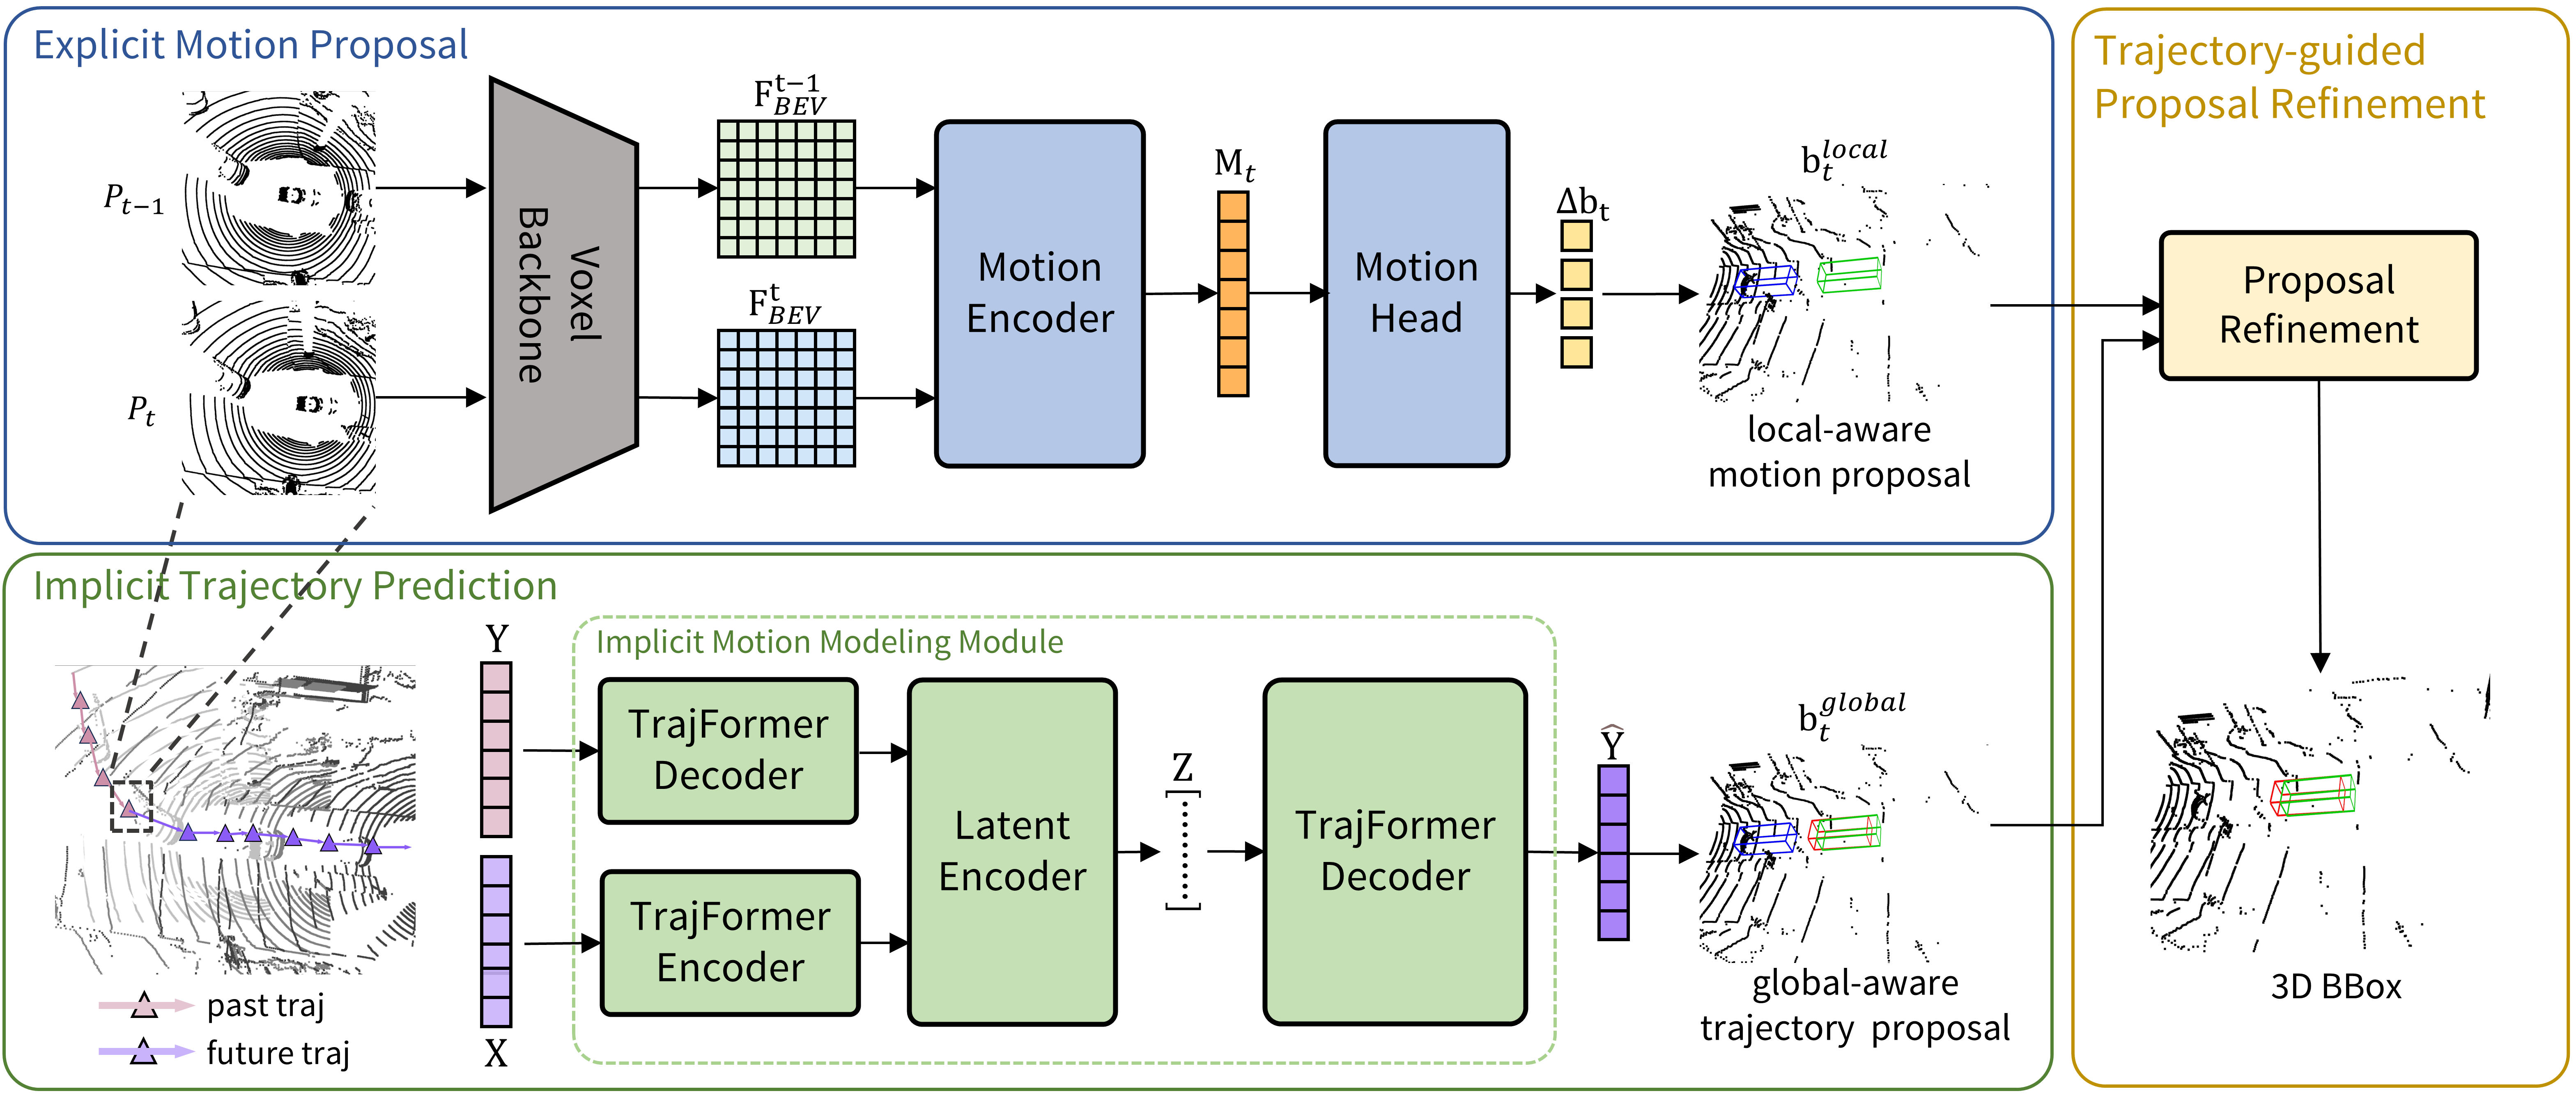 Explicit Motion Proposal
P_{t−1}
P_t
Voxel
Backbone
F_{BEV}^{t−1}
F_{BEV}^{t}
Motion
Encoder
M_t
Motion
Head
Δb_t
b_t^{local}
local-aware
motion proposal
Implicit Trajectory Prediction
past traj
future traj
Y
X
Implicit Motion Modeling Module
TrajFormer
Decoder
TrajFormer
Encoder
Latent
Encoder
Z
TrajFormer
Decoder
Ŷ
b_t^{global}
global-aware
trajectory proposal
Trajectory-guided
Proposal Refinement
Proposal
Refinement
3D BBox